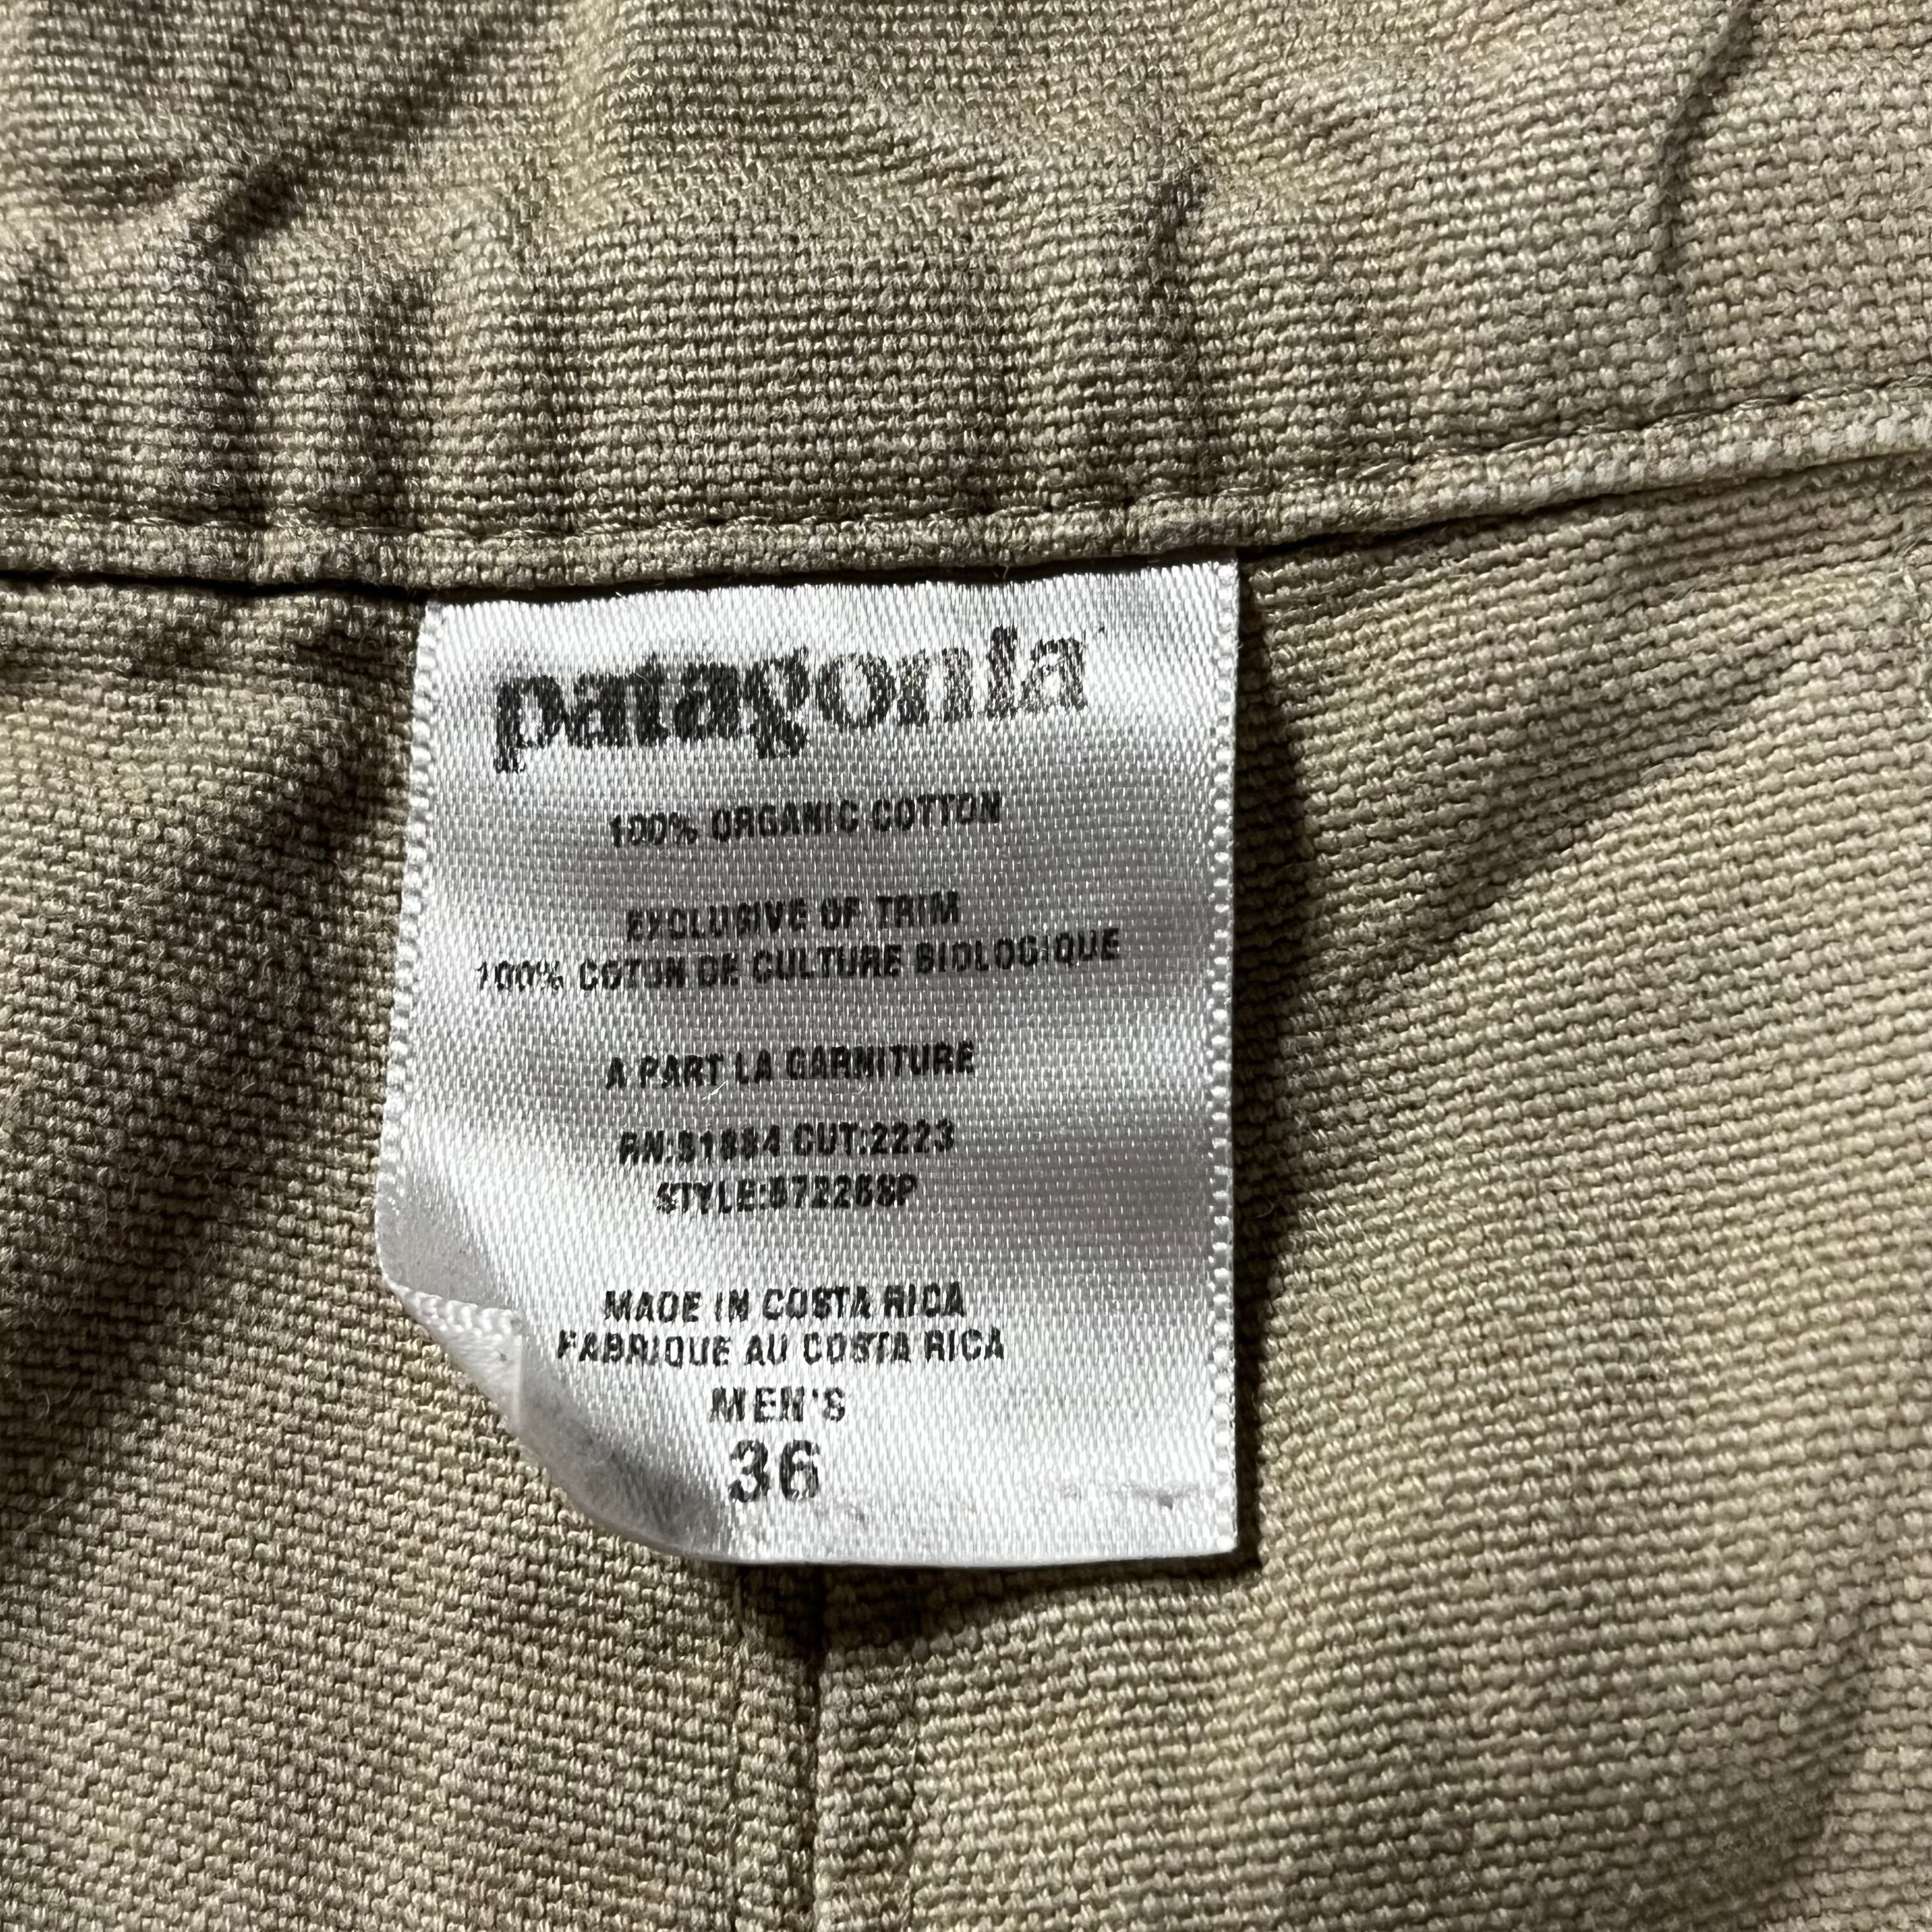 patagonia
100% ORGANIC COTTON
EXCLUSIVE OF TRIM
100% COTON DE CULTURE BIOLOGIQUE
A PART LA GARNITURE
RN:51884 CUT:2223
STYLE:57226SP
MADE IN COSTA RICA
FABRIQUE AU COSTA RICA
MEN'S
36